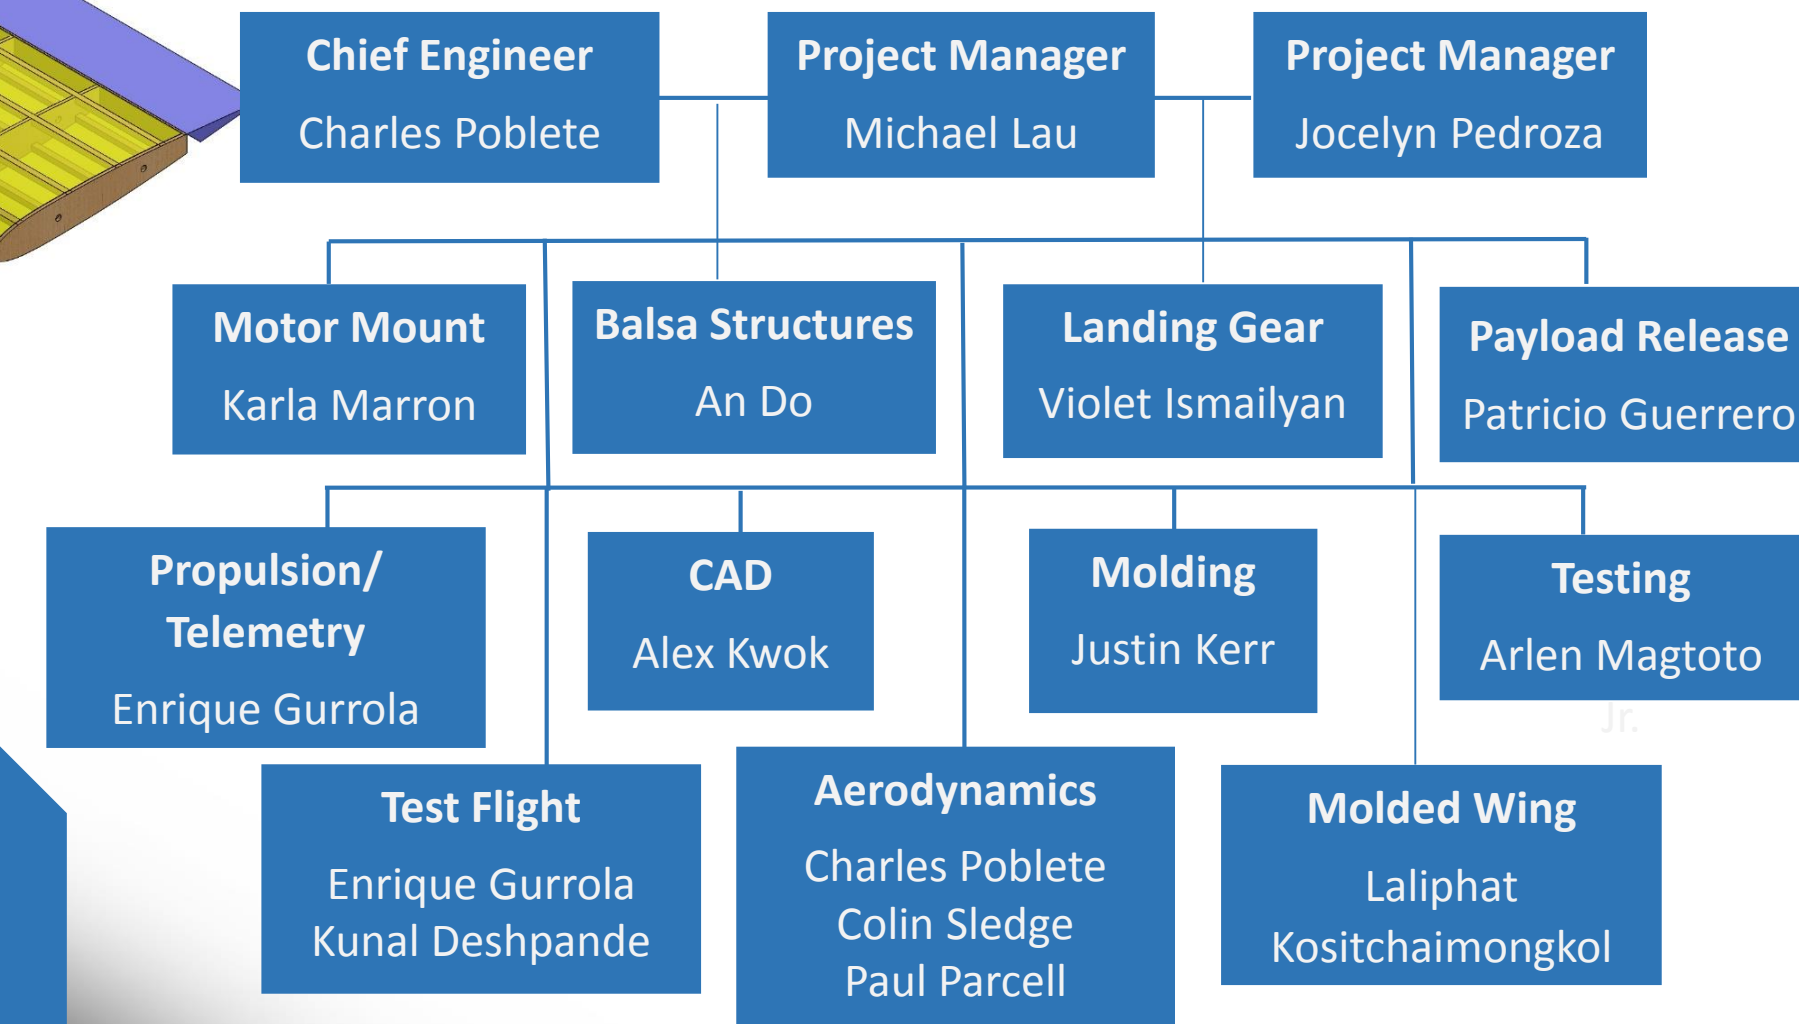 Chief Engineer
Charles Poblete
Project Manager
Michael Lau
Project Manager
Jocelyn Pedroza
Motor Mount
Karla Marron
Balsa Structures
An Do
Landing Gear
Violet Ismailyan
Payload Release
Patricio Guerrero
Propulsion/
Telemetry
Enrique Gurrola
CAD
Alex Kwok
Molding
Justin Kerr
Testing
Arlen Magtoto
Jr.
Test Flight
Enrique Gurrola
Kunal Deshpande
Aerodynamics
Charles Poblete
Colin Sledge
Paul Parcell
Molded Wing
Laliphat
Kositchaimongkol